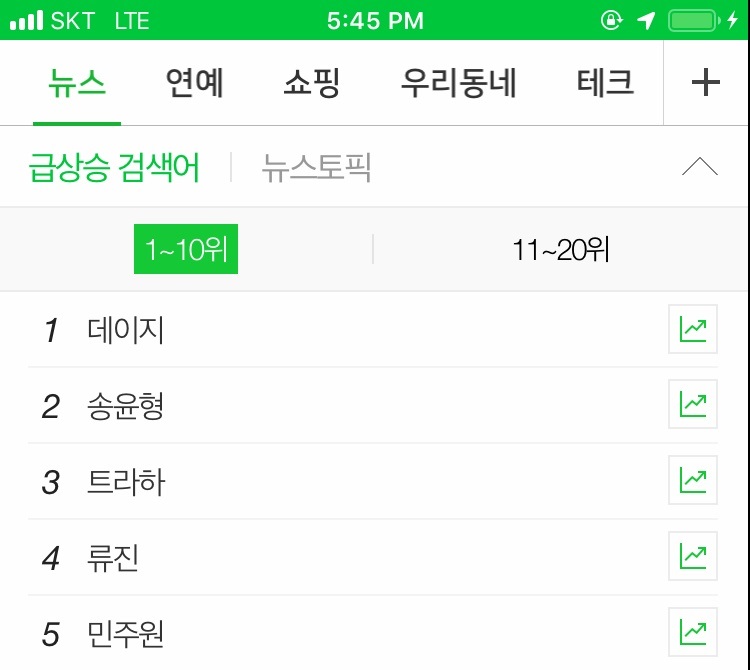 SKT LTE 5:45 PM
뉴스 연예 쇼핑 우리동네 테크 +
급상승 검색어 뉴스토픽
1~10위 11~20위
1 데이지
2 송윤형
3 트라하
4 류진
5 민주원